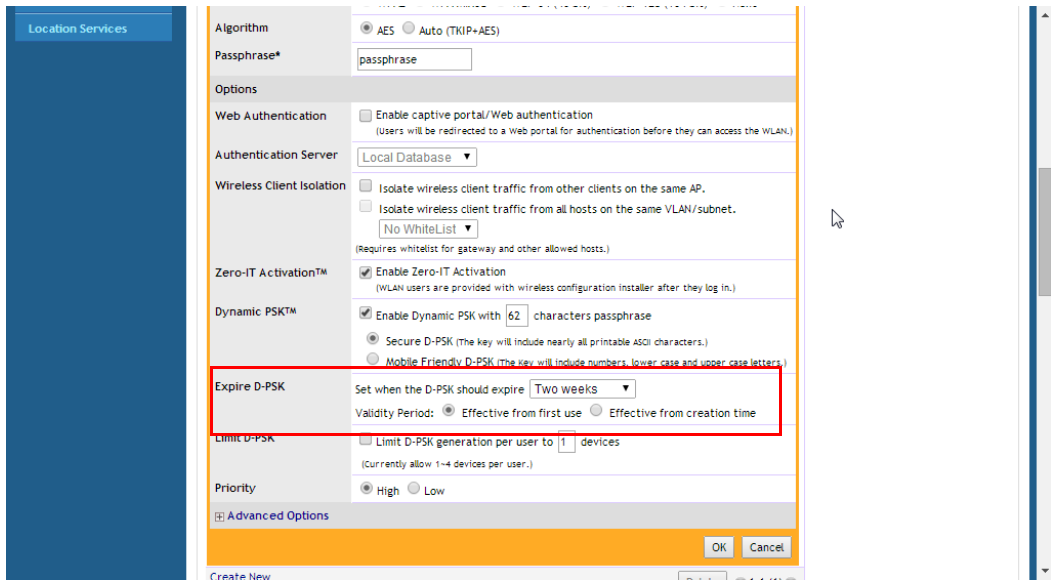 Location Services
Algorithm AES Auto (TKIP+AES)
Passphrase* passphrase
Options
Web Authentication Enable captive portal/Web authentication
(Users will be redirected to a Web portal for authentication before they can access the WLAN.)
Authentication Server Local Database
Wireless Client Isolation Isolate wireless client traffic from other clients on the same AP.
Isolate wireless client traffic from all hosts on the same VLAN/subnet.
No WhiteList
(Requires whitelist for gateway and other allowed hosts.)
Zero-IT Activation™ Enable Zero-IT Activation
(WLAN users are provided with wireless configuration installer after they log in.)
Dynamic PSK™ Enable Dynamic PSK with 62 characters passphrase
Secure D-PSK (The key will include nearly all printable ASCII characters.)
Mobile Friendly D-PSK (The key will include numbers, lower case and upper case letters.)
Expire D-PSK Set when the D-PSK should expire Two weeks
Validity Period: Effective from first use Effective from creation time
Limit D-PSK Limit D-PSK generation per user to 1 devices
(Currently allow 1~4 devices per user.)
Priority High Low
Advanced Options
OK Cancel
Create New